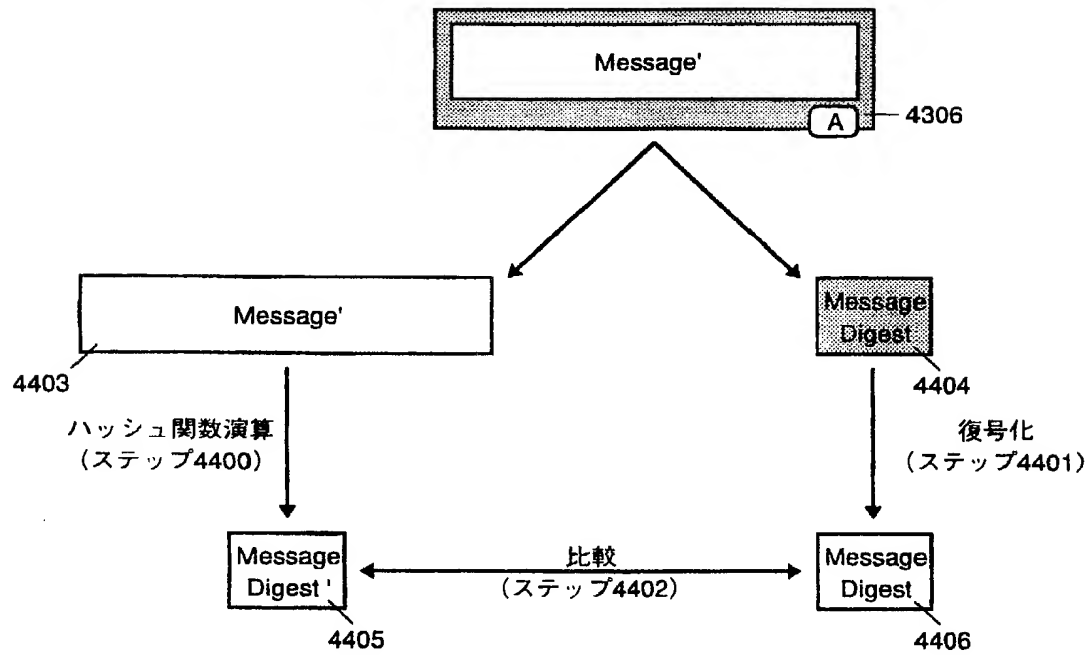 Message'
A
4306
Message'
4403
Message
Digest
4404
ハッシュ関数演算
(ステップ4400)
復号化
(ステップ4401)
Message
Digest '
4405
比較
(ステップ4402)
Message
Digest
4406